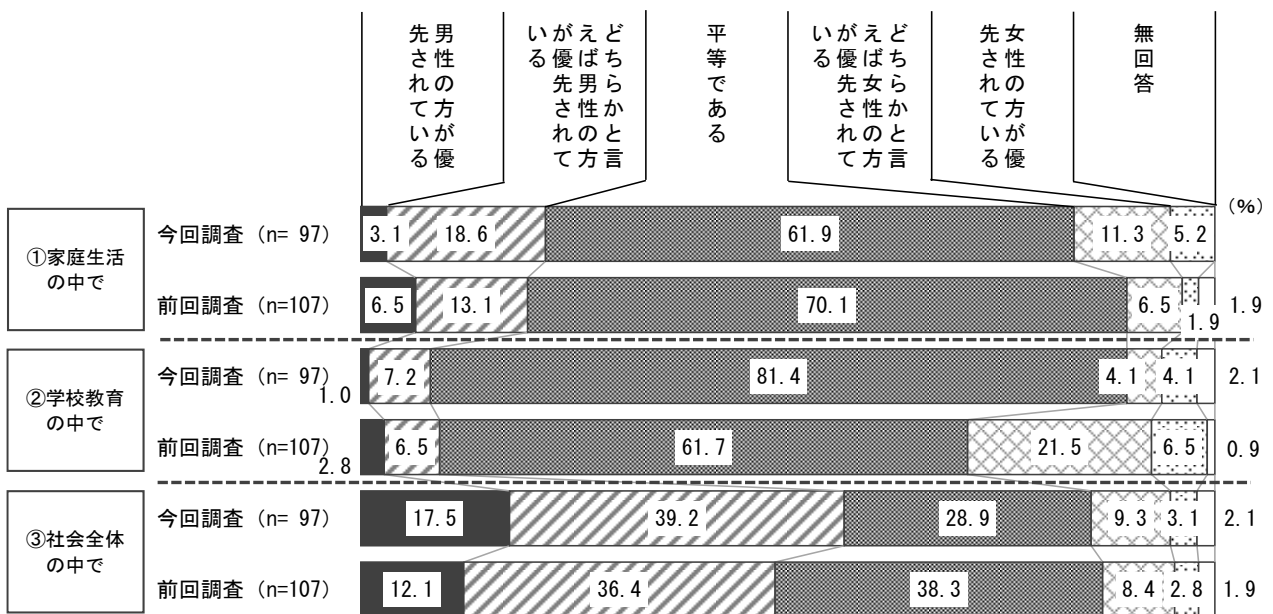 男性の方が優
先されている
どちらかと言
えば男性の方
が優先されて
いる
平等である
どちらかと言
えば女性の方
が優先されて
いる
女性の方が優
先されている
無回答
(%)
①家庭生活
の中で
今回調査 (n= 97)
3.1 18.6 61.9 11.3 5.2
前回調査 (n=107)
6.5 13.1 70.1 6.5 1.9 1.9
②学校教育
の中で
今回調査 (n= 97)
1.0 7.2 81.4 4.1 4.1 2.1
前回調査 (n=107)
2.8 6.5 61.7 21.5 6.5 0.9
③社会全体
の中で
今回調査 (n= 97)
17.5 39.2 28.9 9.3 3.1 2.1
前回調査 (n=107)
12.1 36.4 38.3 8.4 2.8 1.9